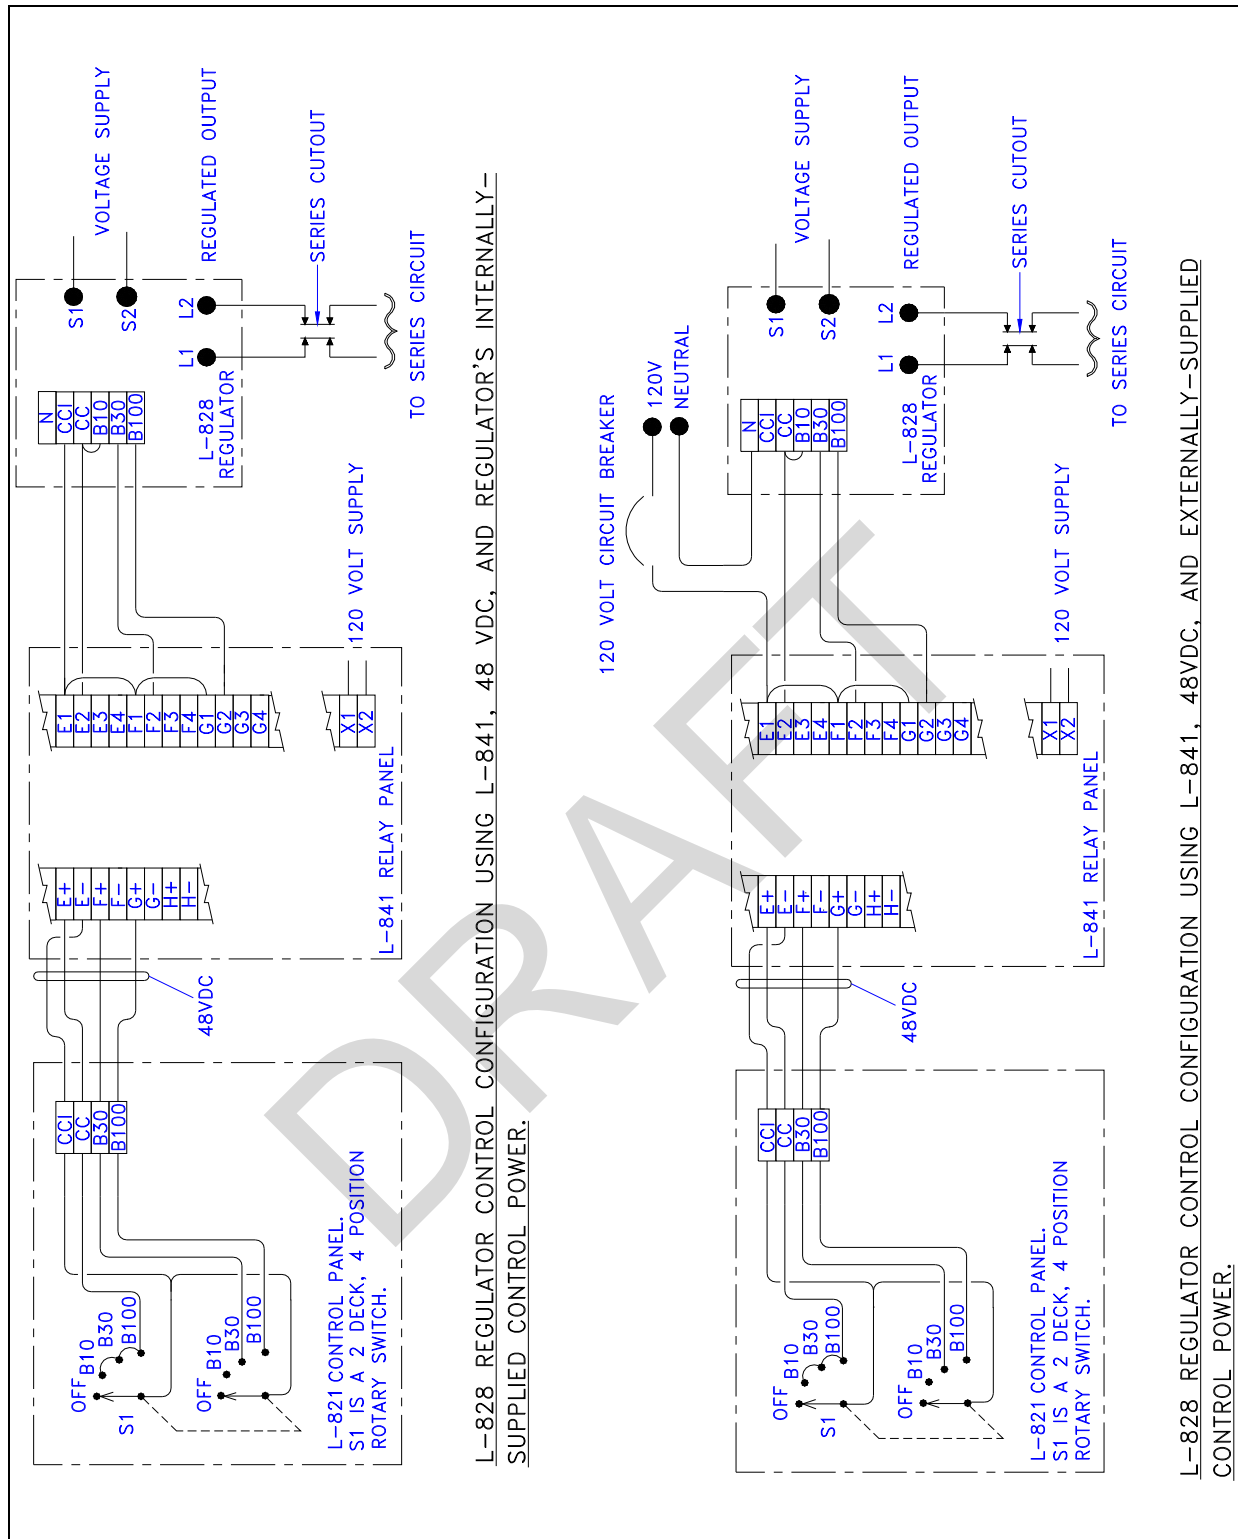 OFF
B10
B30
B100
S1
OFF
B10
B30
B100
L-821 CONTROL PANEL.
S1 IS A 2 DECK, 4 POSITION
ROTARY SWITCH.
CCI
CC
B30
B100
48VDC
E+
E-
F+
F-
G+
G-
H+
H-
L-841 RELAY PANEL
E1
E2
E3
E4
F1
F2
F3
F4
G1
G2
G3
G4
X1
X2
120 VOLT SUPPLY
N
CCI
CC
B10
B30
B100
L-828
REGULATOR
S1
S2
VOLTAGE SUPPLY
L1
L2
REGULATED OUTPUT
SERIES CUTOUT
TO SERIES CIRCUIT
L-828 REGULATOR CONTROL CONFIGURATION USING L-841, 48 VDC, AND REGULATOR'S INTERNALLY-
SUPPLIED CONTROL POWER.
OFF
B10
B30
B100
S1
OFF
B10
B30
B100
L-821 CONTROL PANEL.
S1 IS A 2 DECK, 4 POSITION
ROTARY SWITCH.
CCI
CC
B30
B100
48VDC
E+
E-
F+
F-
G+
G-
H+
H-
L-841 RELAY PANEL
E1
E2
E3
E4
F1
F2
F3
F4
G1
G2
G3
G4
X1
X2
120 VOLT SUPPLY
120 VOLT CIRCUIT BREAKER
120V
NEUTRAL
N
CCI
CC
B10
B30
B100
L-828
REGULATOR
S1
S2
VOLTAGE SUPPLY
L1
L2
REGULATED OUTPUT
SERIES CUTOUT
TO SERIES CIRCUIT
L-828 REGULATOR CONTROL CONFIGURATION USING L-841, 48VDC, AND EXTERNALLY-SUPPLIED
CONTROL POWER.
DRAFT